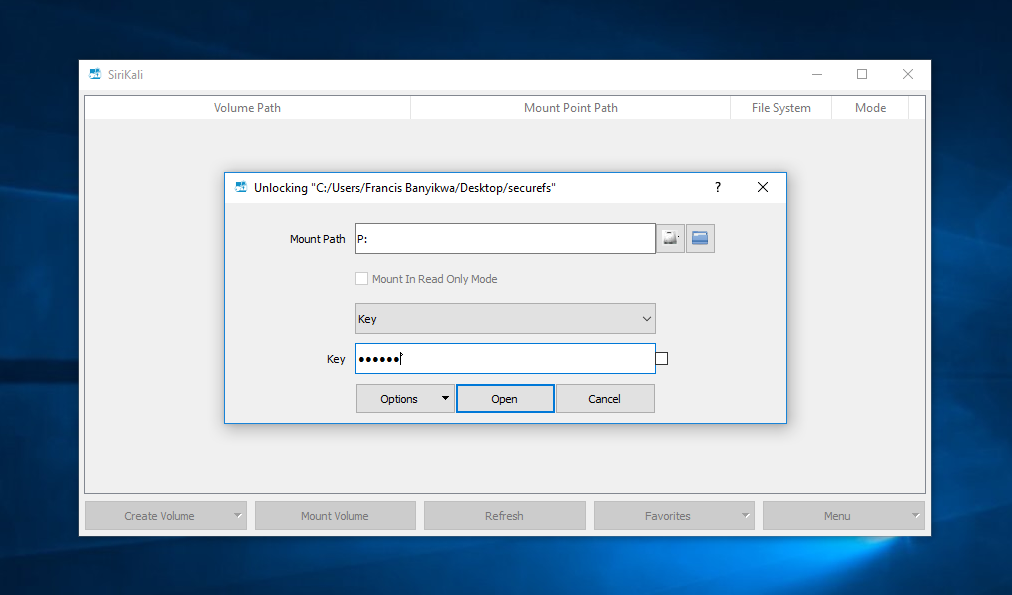 SiriKali
Volume Path Mount Point Path File System Mode
Unlocking "C:/Users/Francis Banyikwa/Desktop/securefs" ?
Mount Path P:
Mount In Read Only Mode
Key
Key ●●●●●●
Options Open Cancel
Create Volume Mount Volume Refresh Favorites Menu